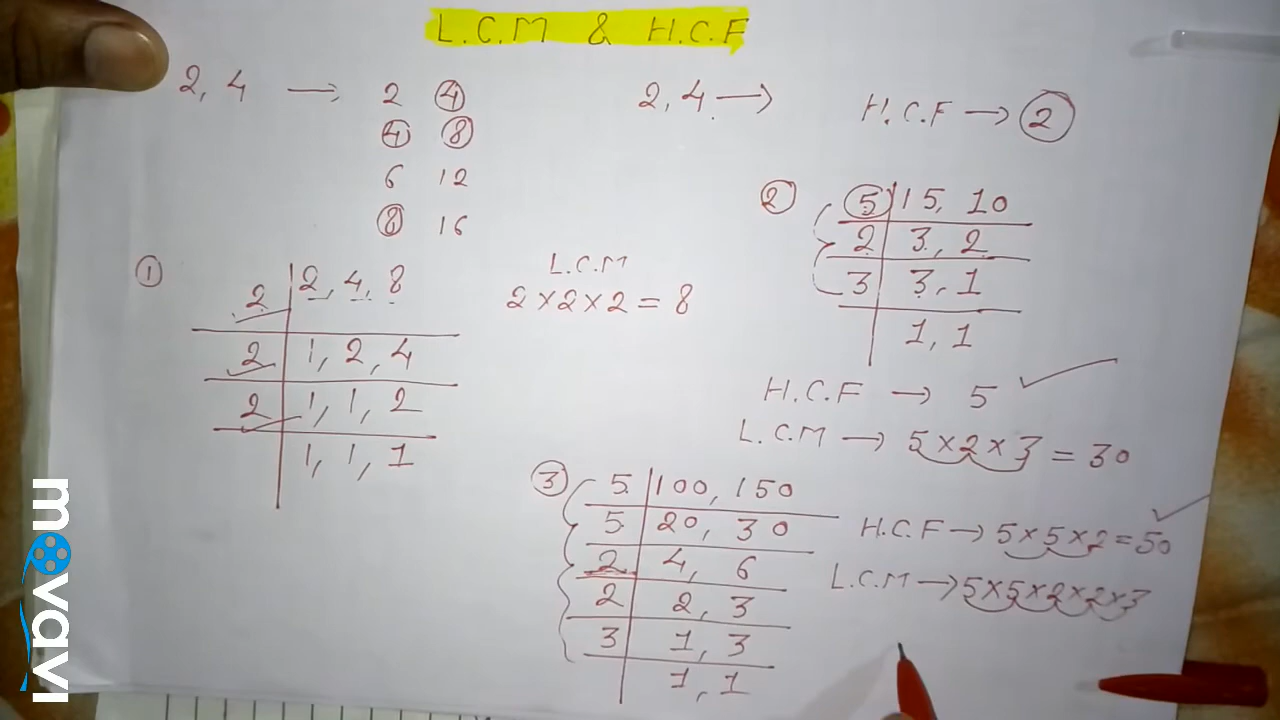 L.C.M & H.C.F
2, 4 → 2 4
4 8
6 12
8 16
2, 4 → H.C.F → 2
① 2 | 2, 4, 8
2 | 1, 2, 4
2 | 1, 1, 2
1, 1, 1
L.C.M
2×2×2 = 8
② 5 | 15, 10
2 | 3, 2
3 | 3, 1
1, 1
H.C.F → 5
L.C.M → 5×2×3 = 30
③ 5 | 100, 150
5 | 20, 30
2 | 4, 6
2 | 2, 3
3 | 1, 3
1, 1
H.C.F → 5×5×2=50
L.C.M → 5×5×2×2×3
movavi